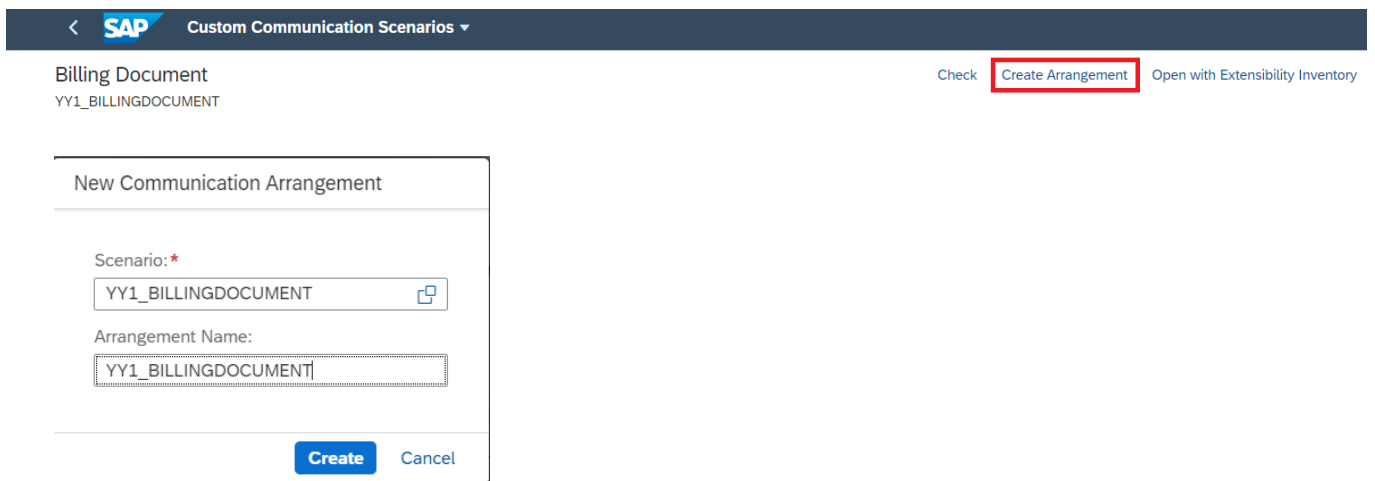 SAP Custom Communication Scenarios
Billing Document Check Create Arrangement Open with Extensibility Inventory
YY1_BILLINGDOCUMENT
New Communication Arrangement
Scenario:*
YY1_BILLINGDOCUMENT
Arrangement Name:
YY1_BILLINGDOCUMENT
Create Cancel